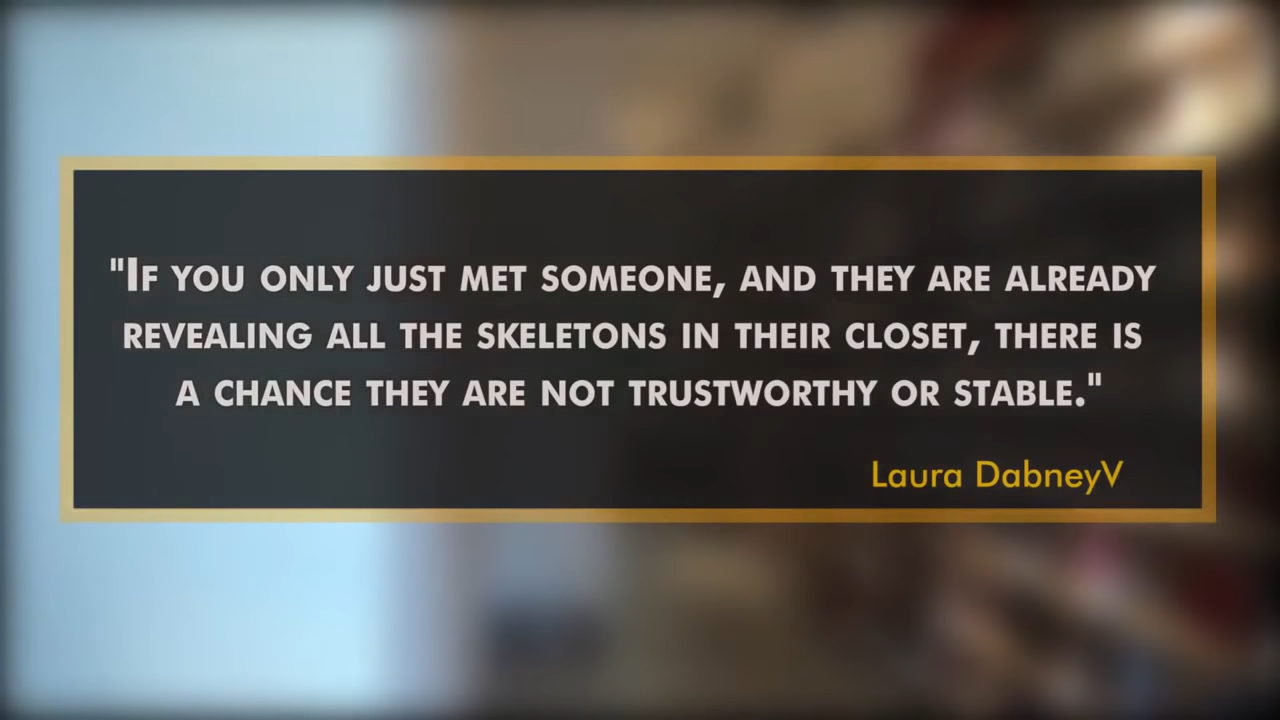 "If you only just met someone, and they are already
revealing all the skeletons in their closet, there is
a chance they are not trustworthy or stable."
Laura DabneyV